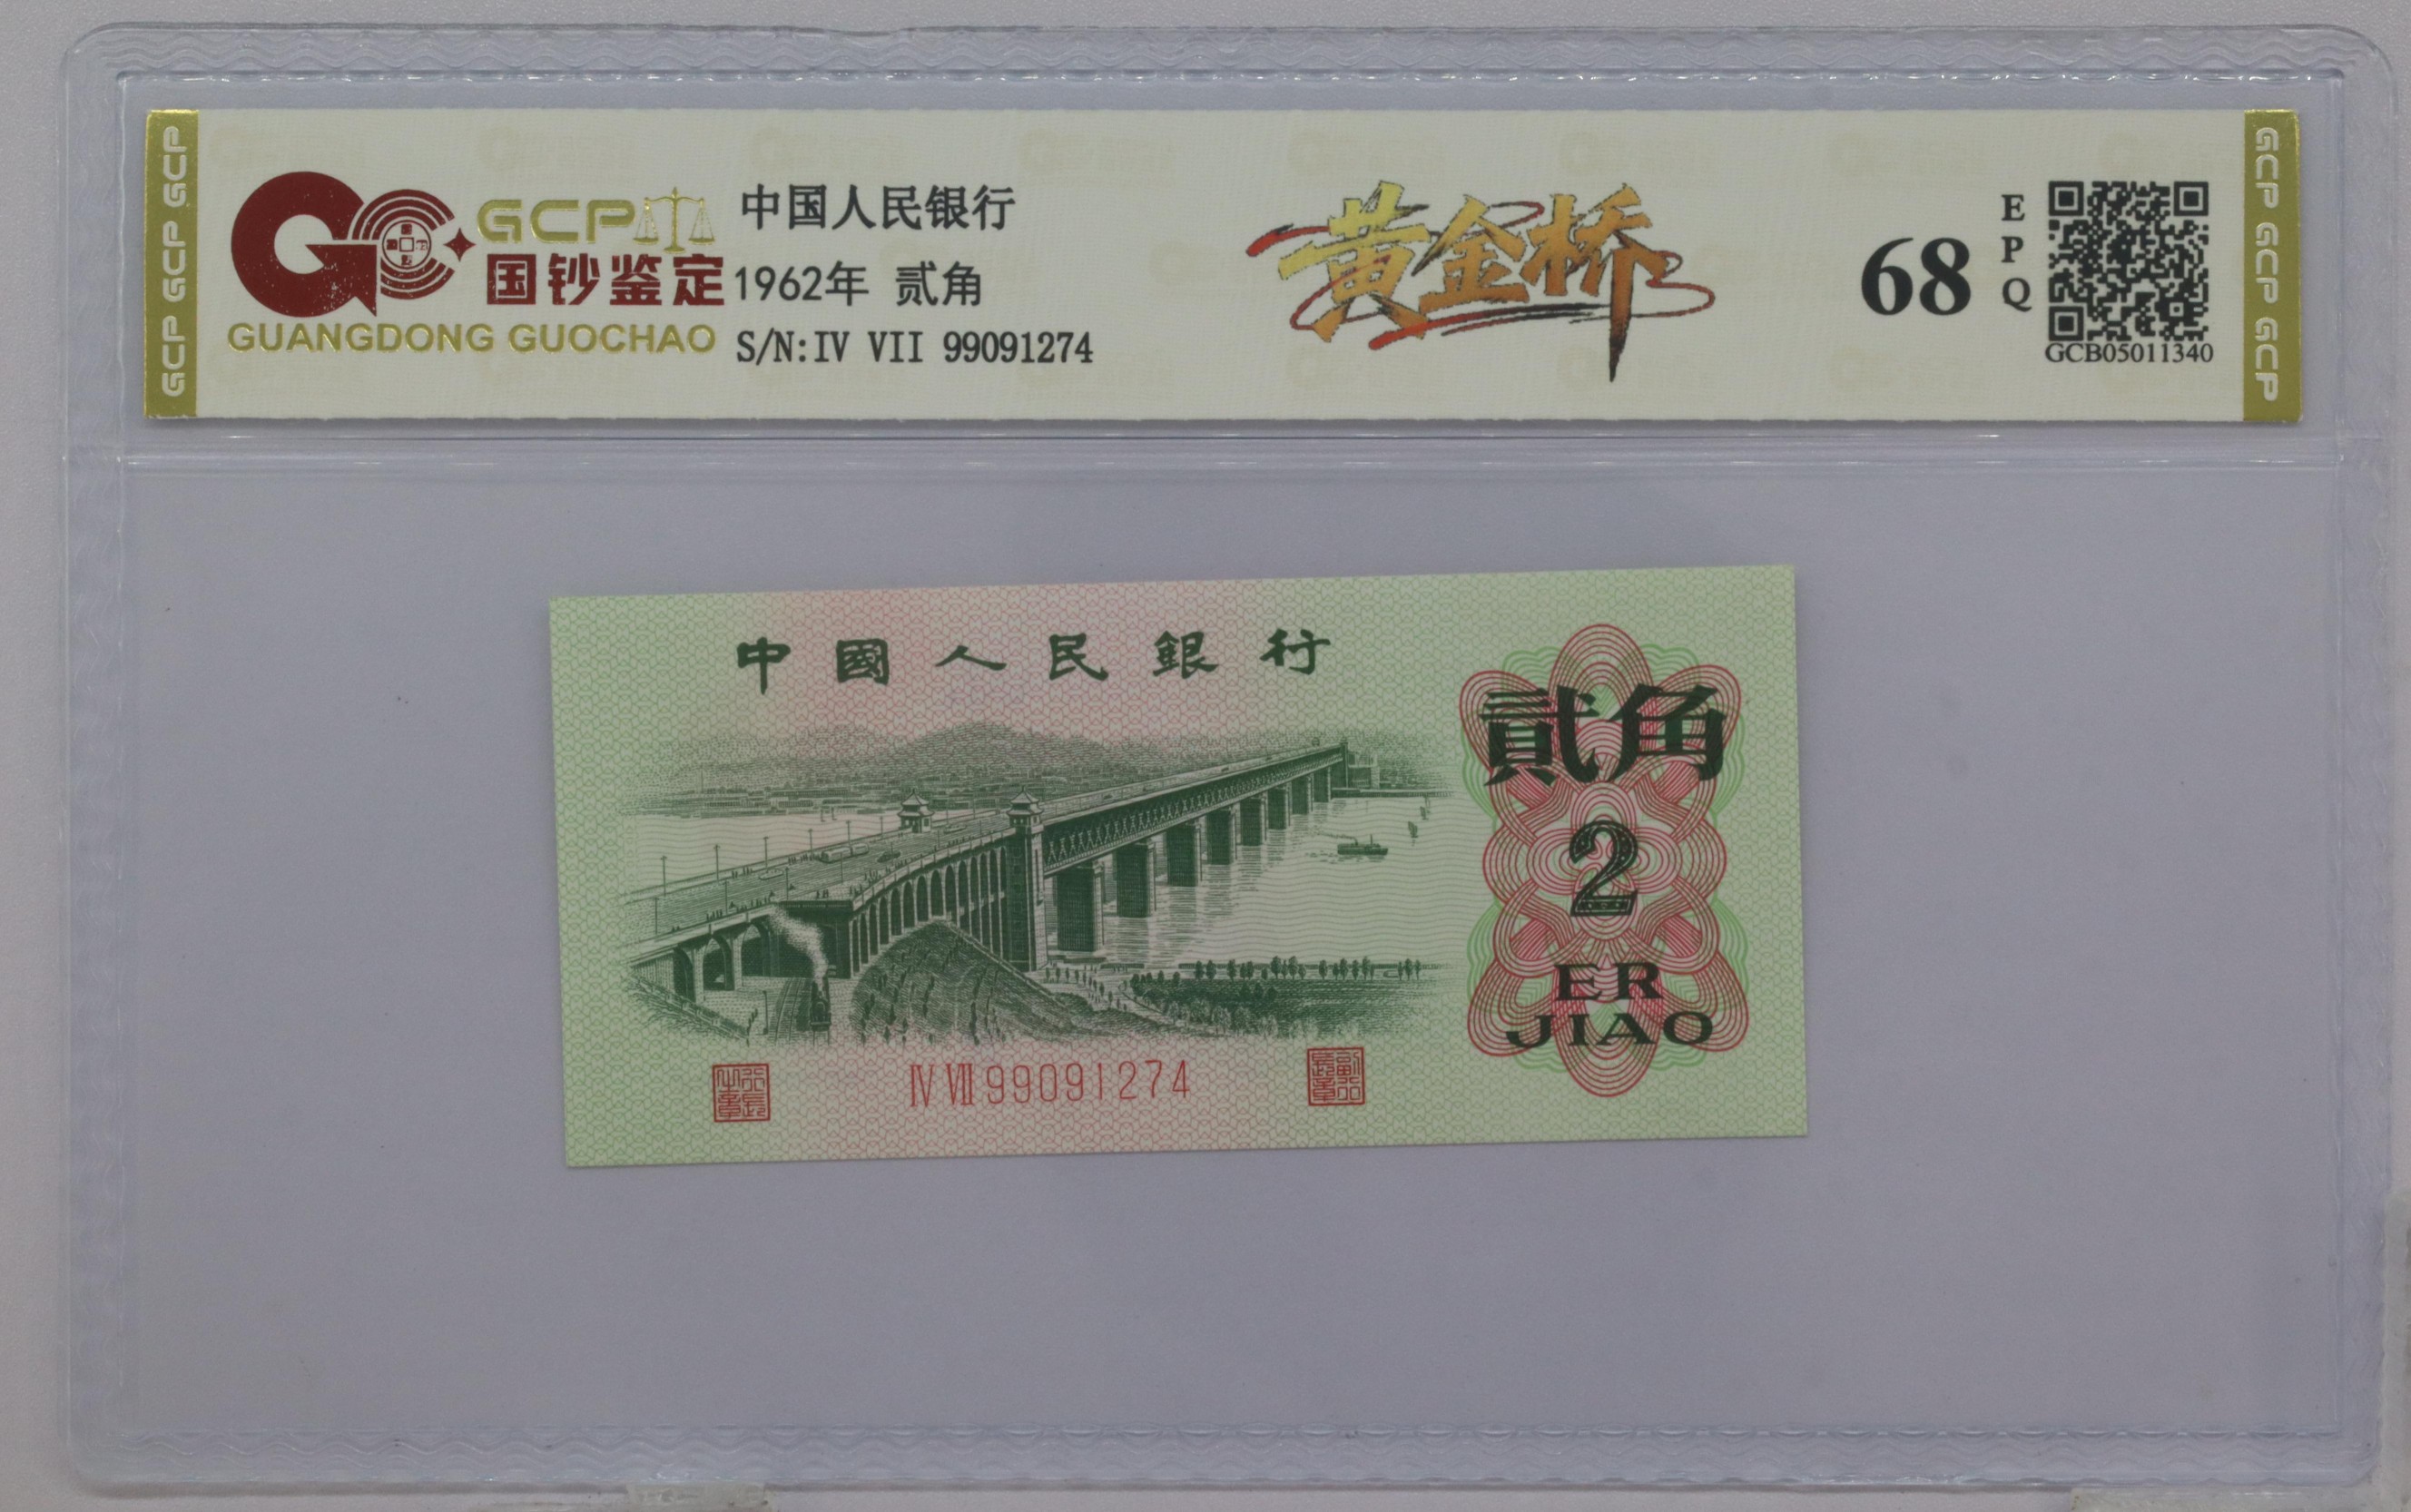 GCP GCP GCP
GCP
国钞鉴定
GUANGDONG GUOCHAO
中国人民银行
1962年 贰角
S/N:IV VII 99091274
黄金桥
68
EPQ
GCB05011340
GCP GCP GCP GCP
中國人民銀行
貳角
2
ER
JIAO
IV VII 99091274